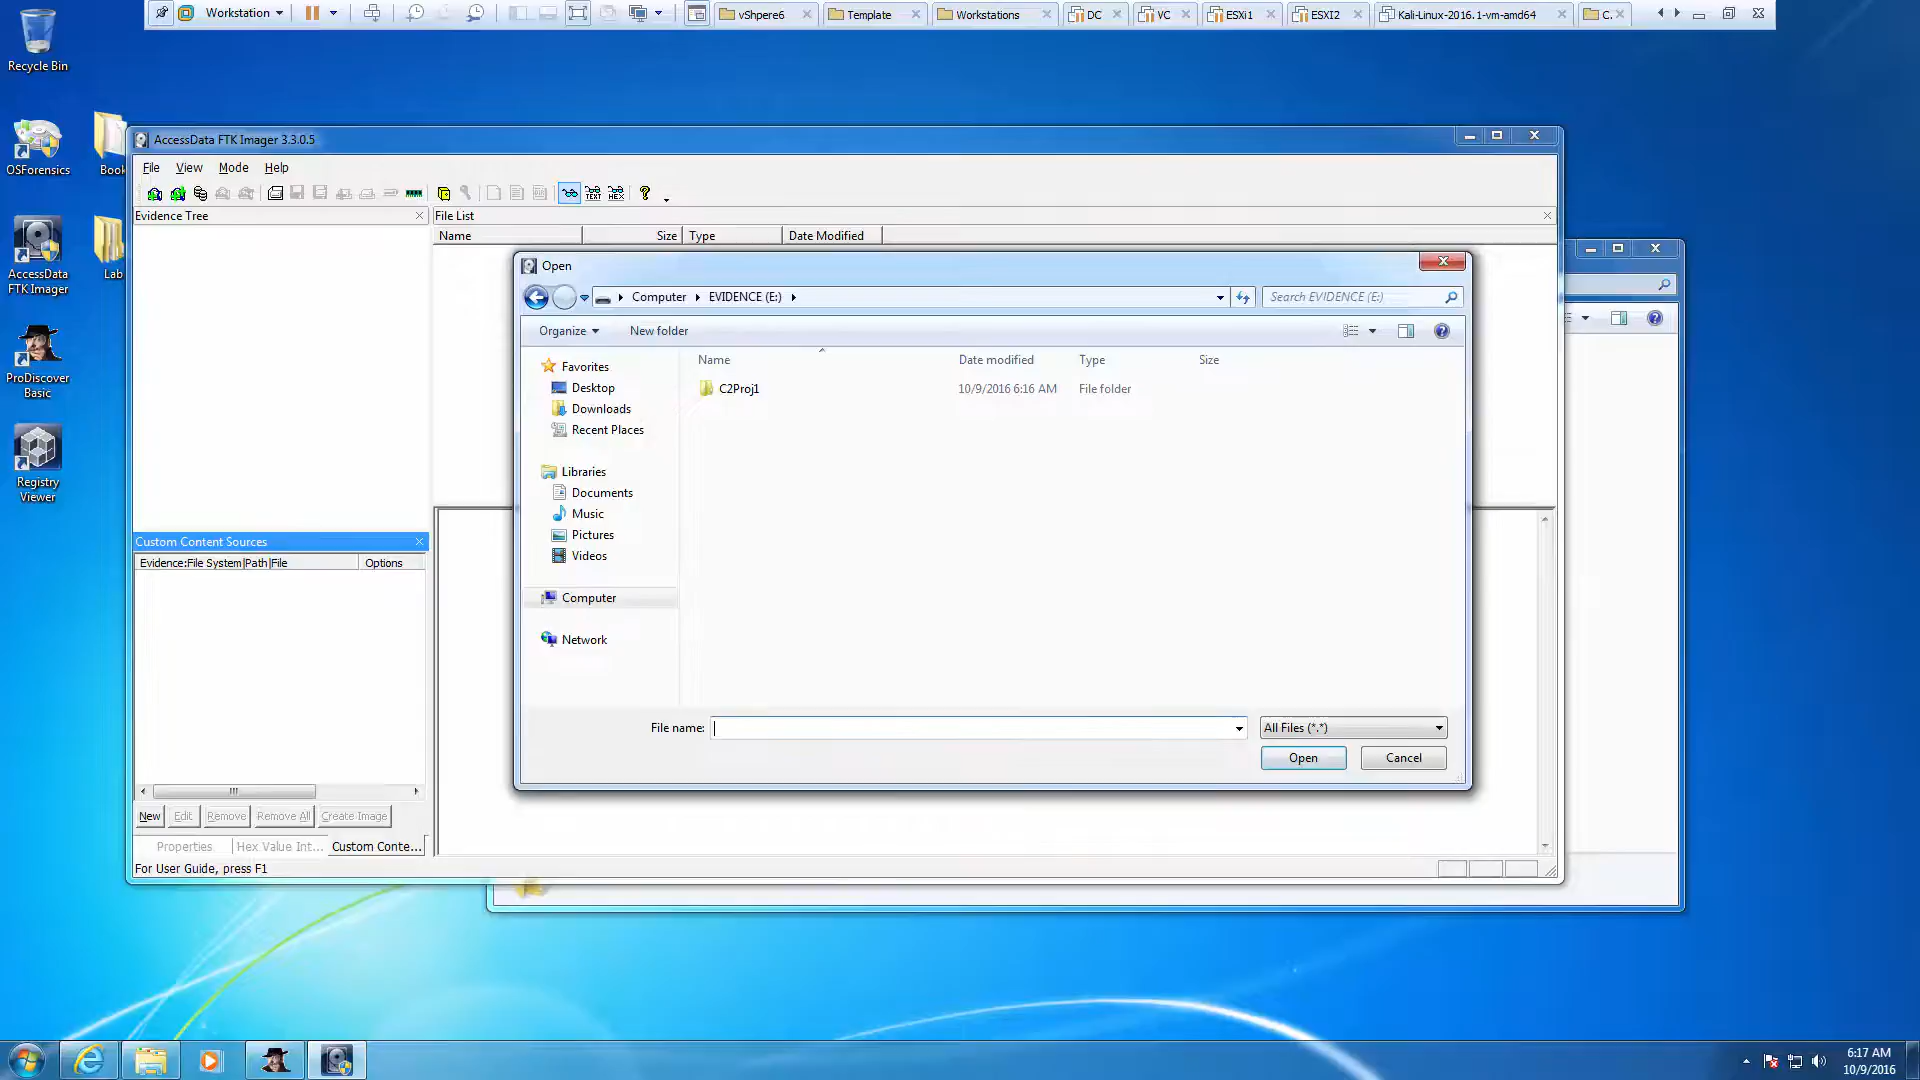 Workstation
vShpere6
Template
Workstations
DC
VC
ESXi1
ESXI2
Kali-Linux-2016.1-vm-amd64
C.
Recycle Bin
OSForensics
Book
AccessData
FTK Imager
Lab
ProDiscover
Basic
Registry
Viewer
AccessData FTK Imager 3.3.0.5
File
View
Mode
Help
TEXT
HEX
Evidence Tree
File List
Name
Size
Type
Date Modified
Open
Computer
EVIDENCE (E:)
Search EVIDENCE (E:)
Organize
New folder
Name
Date modified
Type
Size
Favorites
Desktop
Downloads
Recent Places
Libraries
Documents
Music
Pictures
Videos
Computer
Network
C2Proj1
10/9/2016 6:16 AM
File folder
File name:
All Files (*.*)
Open
Cancel
Custom Content Sources
Evidence:File System|Path|File
Options
New
Edit
Remove
Remove All
Create Image
Properties
Hex Value Int...
Custom Conte...
For User Guide, press F1
6:17 AM
10/9/2016